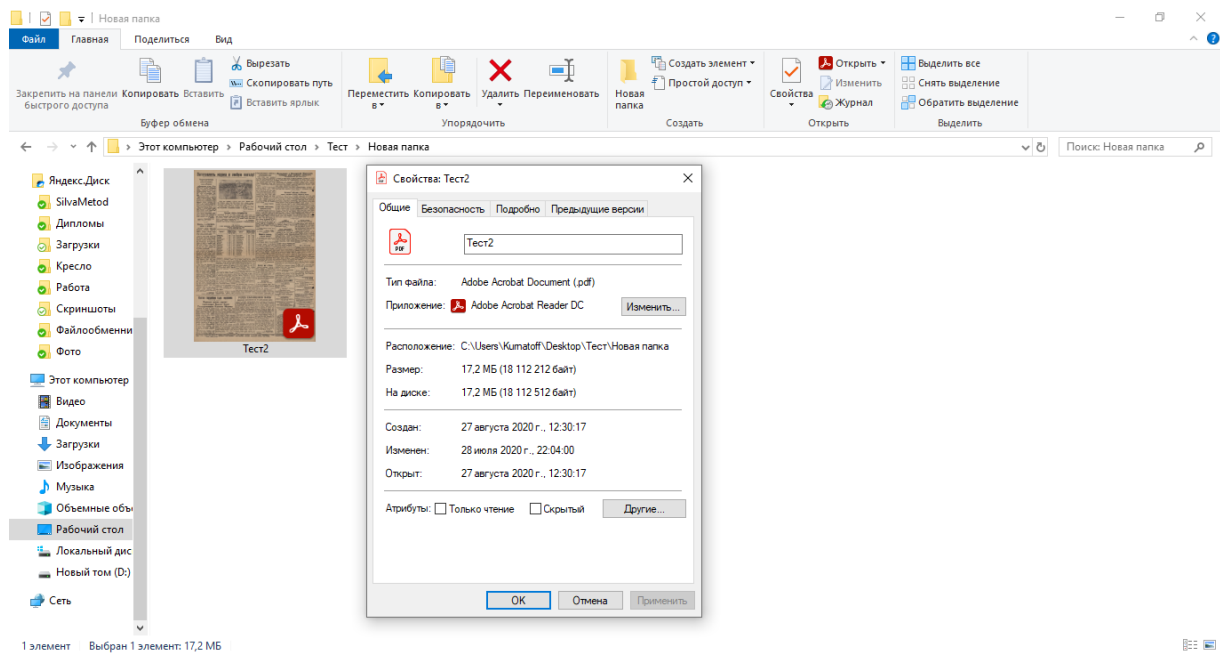 Новая папка
Файл Главная Поделиться Вид
Закрепить на панели быстрого доступа
Копировать
Вставить
Вырезать
Скопировать путь
Вставить ярлык
Буфер обмена
Переместить в
Копировать в
Удалить
Переименовать
Упорядочить
Новая папка
Создать элемент
Простой доступ
Создать
Свойства
Открыть
Изменить
Журнал
Открыть
Выделить все
Снять выделение
Обратить выделение
Выделить
Этот компьютер > Рабочий стол > Тест > Новая папка
Поиск: Новая папка
Яндекс.Диск
SilvaMetod
Дипломы
Загрузки
Кресло
Работа
Скриншоты
Файлообменни
Фото
Этот компьютер
Видео
Документы
Загрузки
Изображения
Музыка
Объемные объ
Рабочий стол
Локальный дис
Новый том (D:)
Сеть
Тест2
Свойства: Тест2
Общие Безопасность Подробно Предыдущие версии
PDF
Тест2
Тип файла: Adobe Acrobat Document (.pdf)
Приложение: Adobe Acrobat Reader DC Изменить...
Расположение: C:\Users\Kumatoff\Desktop\Тест\Новая папка
Размер: 17,2 МБ (18 112 212 байт)
На диске: 17,2 МБ (18 112 512 байт)
Создан: 27 августа 2020 г., 12:30:17
Изменен: 28 июля 2020 г., 22:04:00
Открыт: 27 августа 2020 г., 12:30:17
Атрибуты: Только чтение Скрытый Другие...
ОК Отмена Применить
1 элемент Выбран 1 элемент: 17,2 МБ